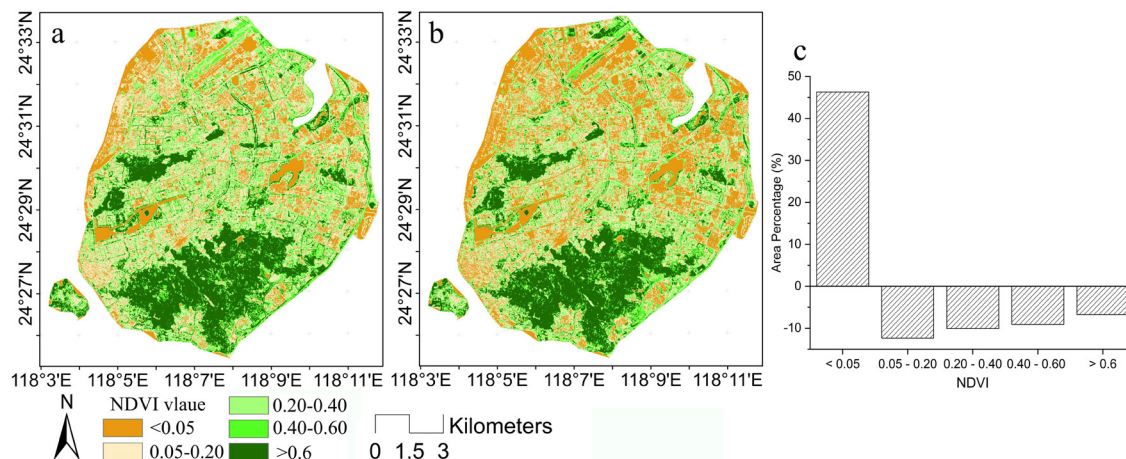 a
24°33'N
24°31'N
24°29'N
24°27'N
118°3'E 118°5'E 118°7'E 118°9'E 118°11'E
b
24°33'N
24°31'N
24°29'N
24°27'N
118°3'E 118°5'E 118°7'E 118°9'E 118°11'E
c
Area Percentage (%)
50
40
30
20
10
0
-10
< 0.05 0.05 - 0.20 0.20 - 0.40 0.40 - 0.60 > 0.6
NDVI
N
NDVI vlaue
<0.05
0.05-0.20
0.20-0.40
0.40-0.60
>0.6
Kilometers
0 1.5 3